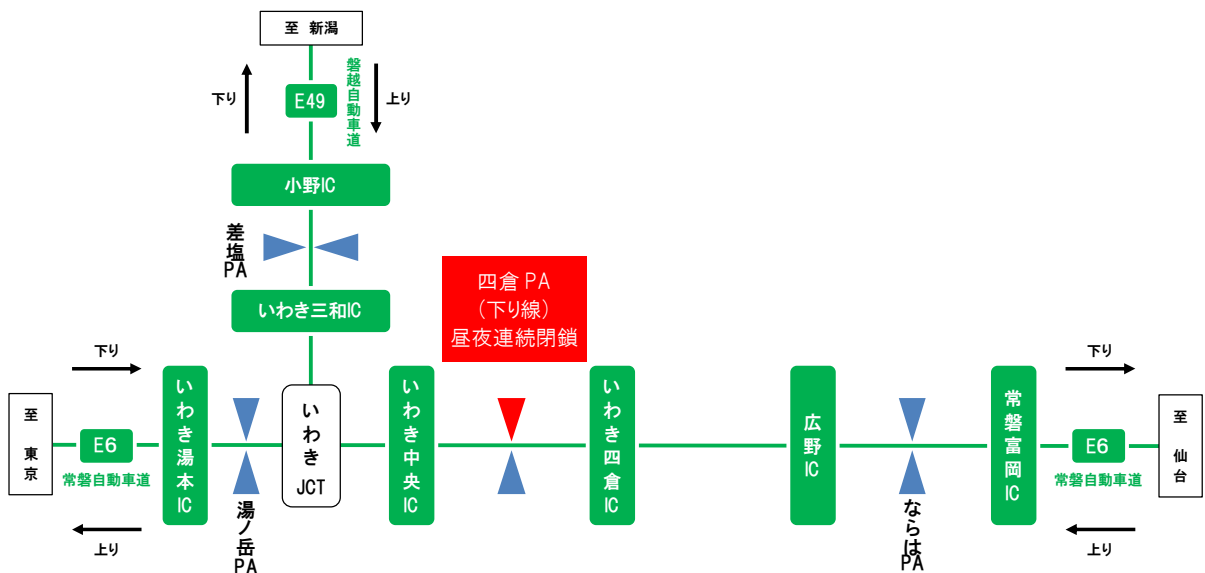 至 新潟
下り
E49
磐越自動車道
上り
小野IC
差塩PA
いわき三和IC
四倉PA
(下り線)
昼夜連続閉鎖
下り
至 東京
E6
常磐自動車道
上り
いわき湯本IC
湯ノ岳PA
いわきJCT
いわき中央IC
いわき四倉IC
広野IC
ならはPA
常磐富岡IC
下り
E6
常磐自動車道
上り
至 仙台